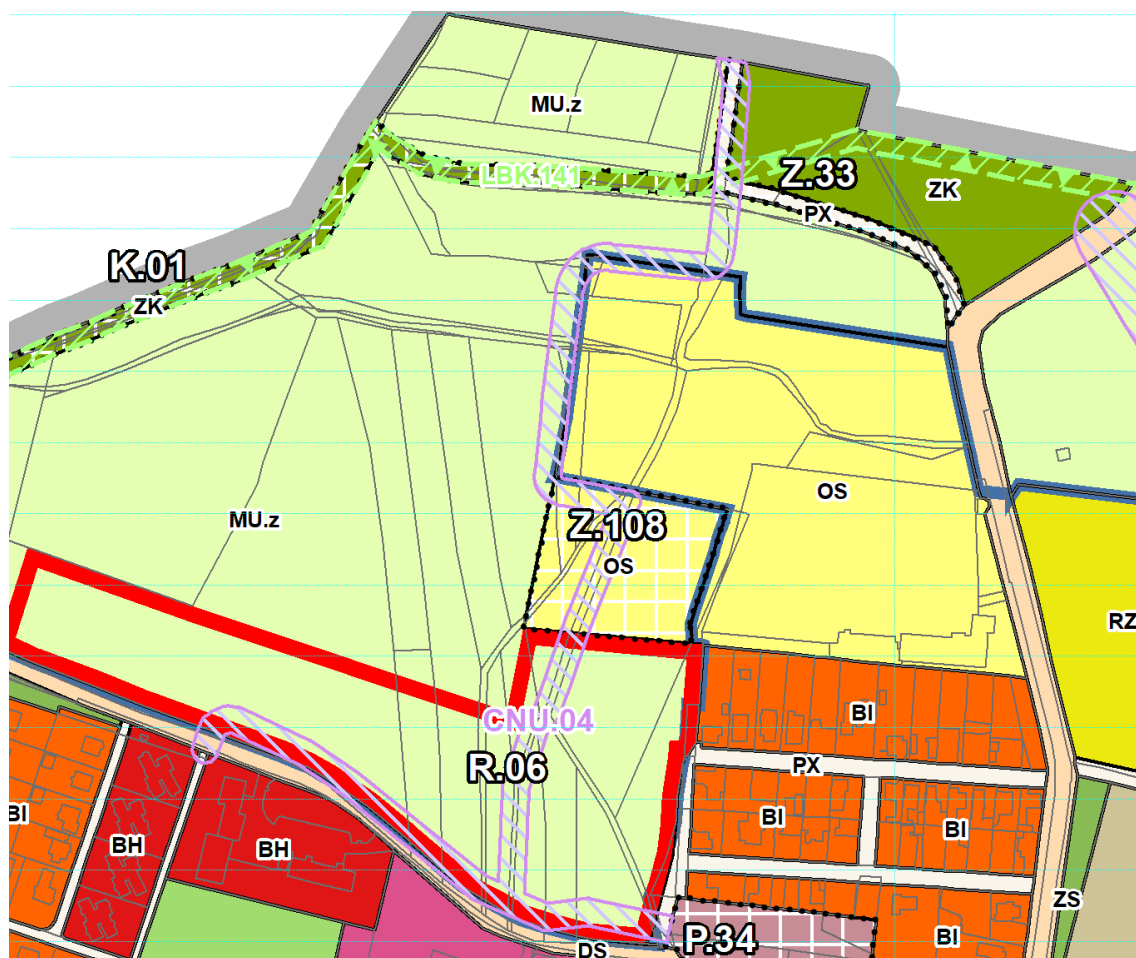 MU.z
LBK.141
Z.33
ZK
PX
K.01
ZK
OS
MU.z
Z.108
OS
RZ
CNU.04
BI
R.06
PX
BI
BH
BH
BI
BI
ZS
P.34
BI
DS